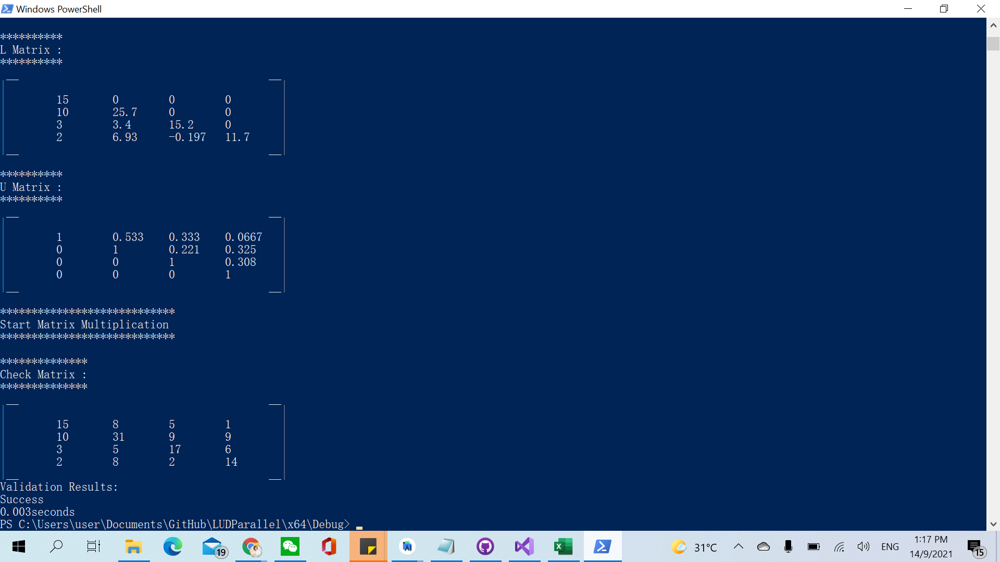 Windows PowerShell
**********
L Matrix :
**********
15 0 0 0
10 25.7 0 0
3 3.4 15.2 0
2 6.93 -0.197 11.7
**********
U Matrix :
**********
1 0.533 0.333 0.0667
0 1 0.221 0.325
0 0 1 0.308
0 0 0 1
****************************
Start Matrix Multiplication
****************************
**************
Check Matrix :
**************
15 8 5 1
10 31 9 9
3 5 17 6
2 8 2 14
Validation Results:
Success
0.003seconds
PS C:\Users\user\Documents\GitHub\LUDParallel\x64\Debug>
19
31°C
ENG
1:17 PM
14/9/2021
15